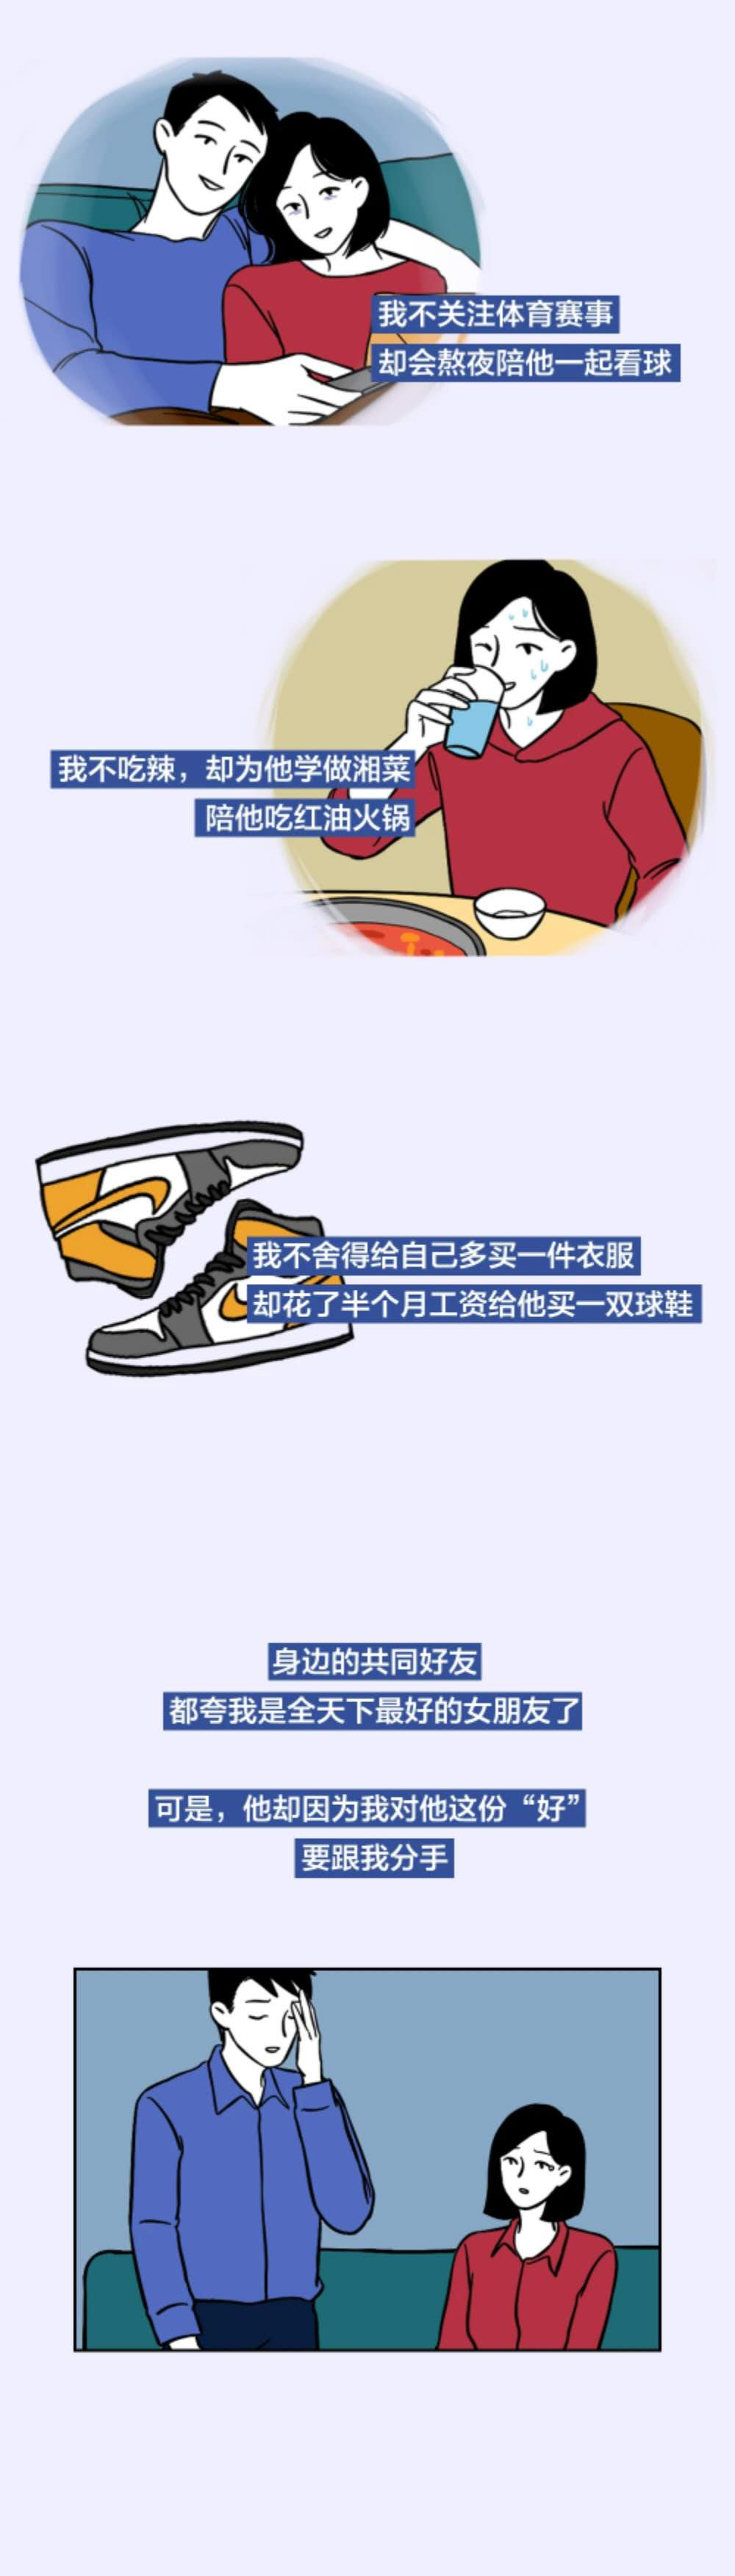 我不关注体育赛事
却会熬夜陪他一起看球
我不吃辣，却为他学做湘菜
陪他吃红油火锅
我不舍得给自己多买一件衣服
却花了半个月工资给他买一双球鞋
身边的共同好友
都夸我是全天下最好的女朋友了
可是，他却因为我对他这份“好”
要跟我分手